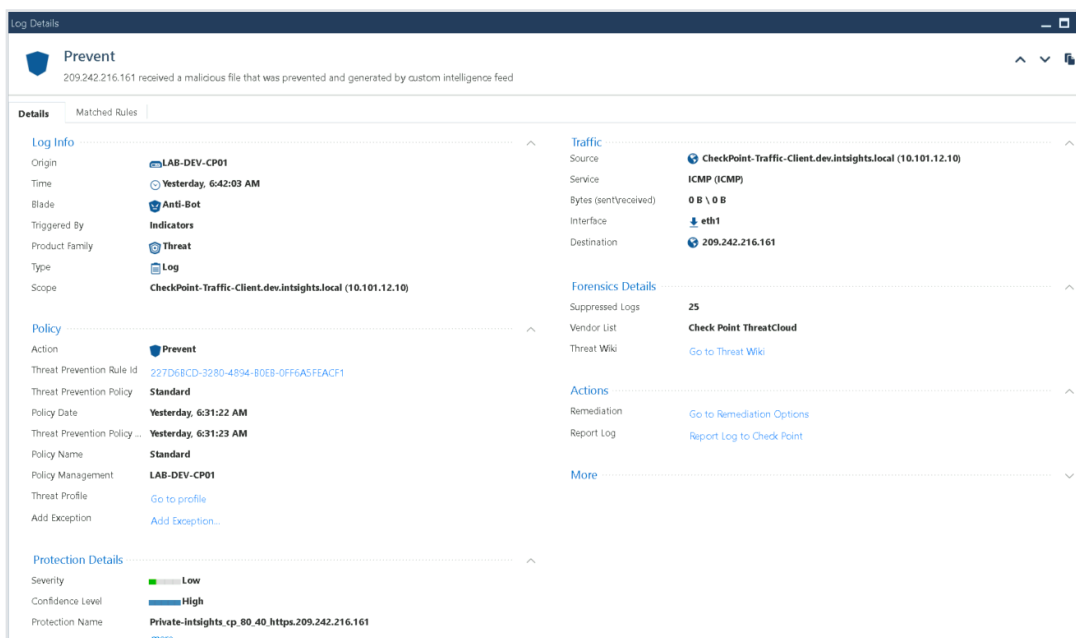 Log Details
Prevent
209.242.216.161 received a malicious file that was prevented and generated by custom intelligence feed
Details
Matched Rules
Log Info
Origin LAB-DEV-CP01
Time Yesterday, 6:42:03 AM
Blade Anti-Bot
Triggered By Indicators
Product Family Threat
Type Log
Scope CheckPoint-Traffic-Client.dev.intsights.local (10.101.12.10)
Policy
Action Prevent
Threat Prevention Rule Id 227D6BCD-3280-4894-B0EB-0FF6A5FEACF1
Threat Prevention Policy Standard
Policy Date Yesterday, 6:31:22 AM
Threat Prevention Policy ... Yesterday, 6:31:23 AM
Policy Name Standard
Policy Management LAB-DEV-CP01
Threat Profile Go to profile
Add Exception Add Exception...
Protection Details
Severity Low
Confidence Level High
Protection Name Private-intsights_cp_80_40_https.209.242.216.161
Traffic
Source CheckPoint-Traffic-Client.dev.intsights.local (10.101.12.10)
Service ICMP (ICMP)
Bytes (sent\received) 0 B \ 0 B
Interface eth1
Destination 209.242.216.161
Forensics Details
Suppressed Logs 25
Vendor List Check Point ThreatCloud
Threat Wiki Go to Threat Wiki
Actions
Remediation Go to Remediation Options
Report Log Report Log to Check Point
More